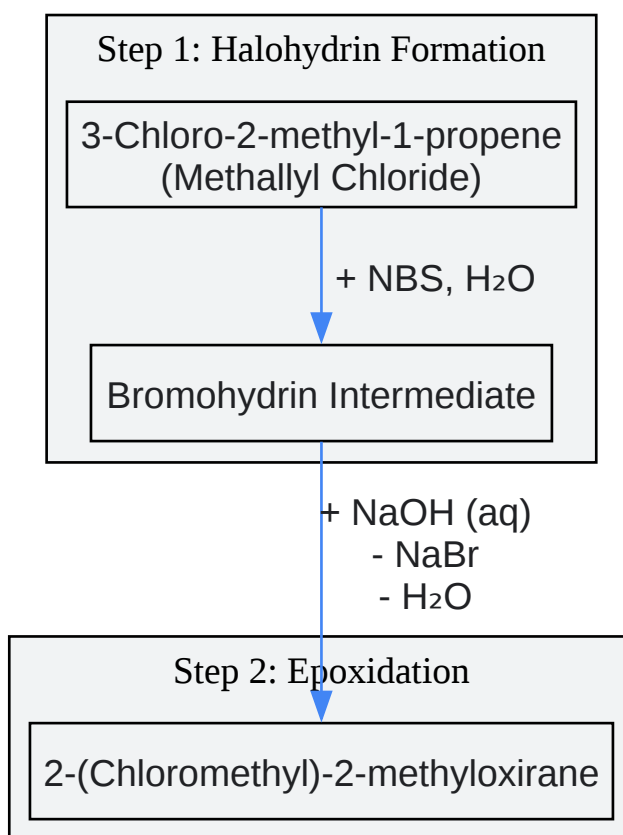 Step 1: Halohydrin Formation
3-Chloro-2-methyl-1-propene
(Methallyl Chloride)
+ NBS, H₂O
Bromohydrin Intermediate
+ NaOH (aq)
- NaBr
- H₂O
Step 2: Epoxidation
2-(Chloromethyl)-2-methyloxirane